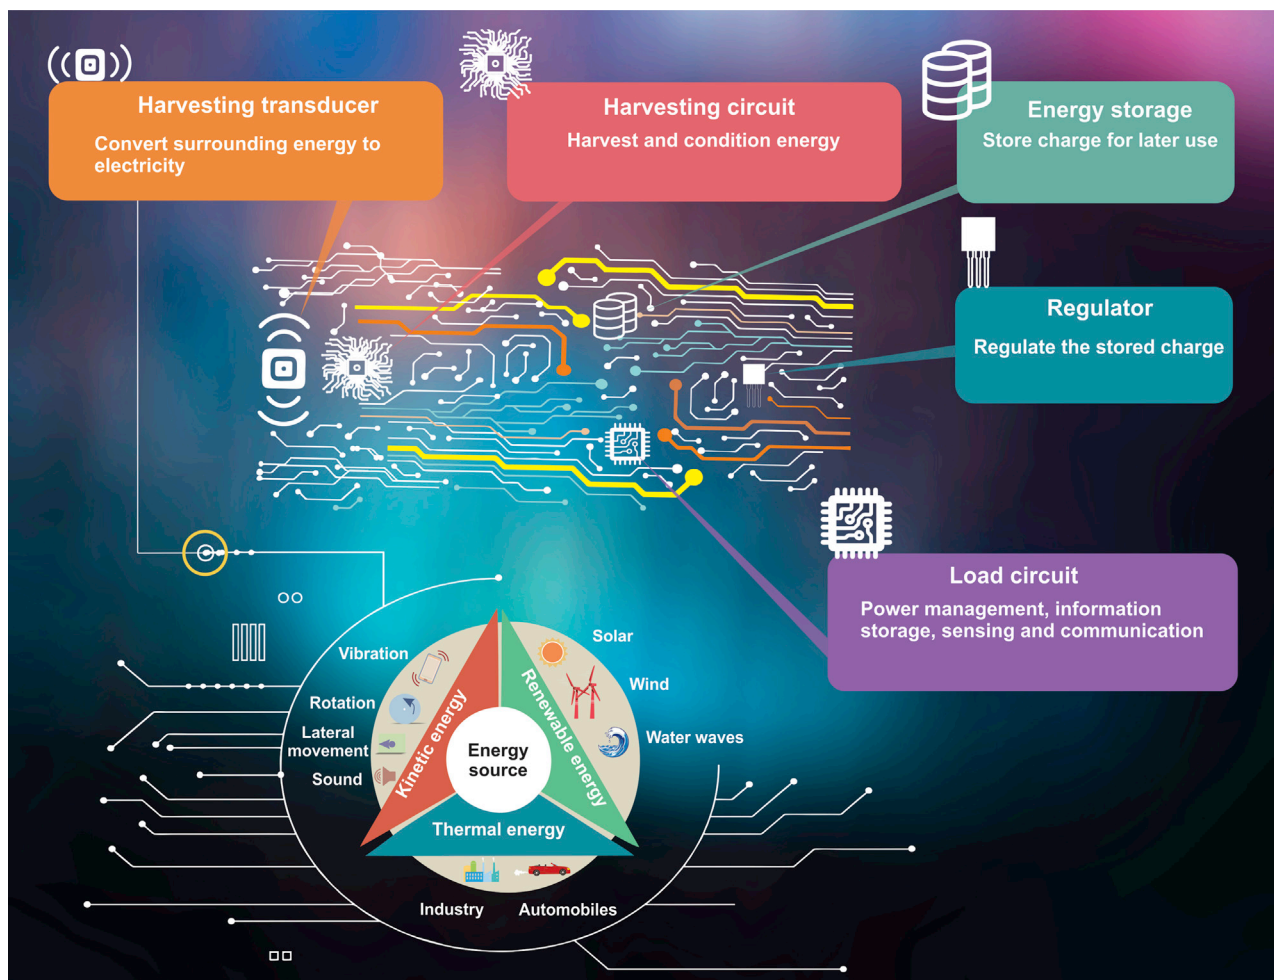 Harvesting transducer
Convert surrounding energy to
electricity
Harvesting circuit
Harvest and condition energy
Energy storage
Store charge for later use
Regulator
Regulate the stored charge
Load circuit
Power management, information
storage, sensing and communication
Vibration
Rotation
Lateral
movement
Sound
Kinetic energy
Energy
source
Renewable energy
Solar
Wind
Water waves
Thermal energy
Industry
Automobiles